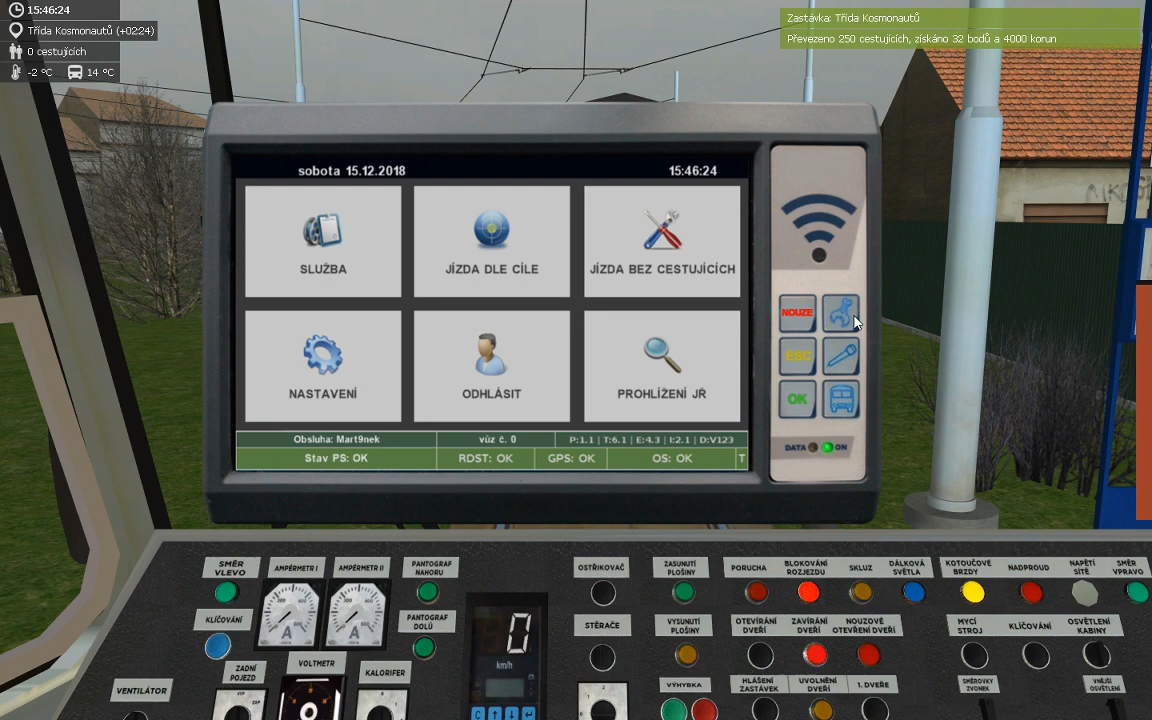 15:46:24
Třída Kosmonautů (+02:24)
0 cestujících
-2 °C 14 °C
Zastávka: Třída Kosmonautů
Převezeno 250 cestujících, získáno 32 bodů a 4000 korun
sobota 15.12.2018 15:46:24
SLUŽBA JÍZDA DLE CÍLE JÍZDA BEZ CESTUJÍCÍCH
NASTAVENÍ ODHLÁSIT PROHLÍŽENÍ JŘ
Obsluha: Mart9nek vůz č. 0 P:1.1 | T:6.1 | E:4.3 | I:2.1 | D:V123
Stav PS: OK RDST: OK GPS: OK OS: OK T
NOUZE
ESC
OK
DATA ON
SMĚR VLEVO
AMPÉRMETR I
AMPÉRMETR II
PANTOGRAF NAHORU
OSTŘIKOVAČ
ZASUNUTÍ PLOŠINY
PORUCHA
BLOKOVÁNÍ ROZJEZDU
SKLUZ
DÁLKOVÁ SVĚTLA
KOTOUČOVÉ BRZDY
NADPROUD
NAPĚTÍ SÍTĚ
SMĚR VPRAVO
A
A
KLÍČOVÁNÍ
PANTOGRAF DOLŮ
STĚRAČE
VYSUNUTÍ PLOŠINY
OTEVÍRÁNÍ DVEŘÍ
ZAVÍRÁNÍ DVEŘÍ
NOUZOVÉ OTEVŘENÍ DVEŘÍ
MYCÍ STROJ
KLÍČOVÁNÍ
OSVĚTLENÍ KABINY
0
km/h
ZADNÍ POJEZD
VOLTMETR
KALORIFER
VENTILÁTOR
VÝHYBKA
HLÁŠENÍ ZASTÁVEK
UVOLNĚNÍ DVEŘÍ
1. DVEŘE
SMĚROVKY ZVONEK
VNĚJŠÍ OSVĚTLENÍ